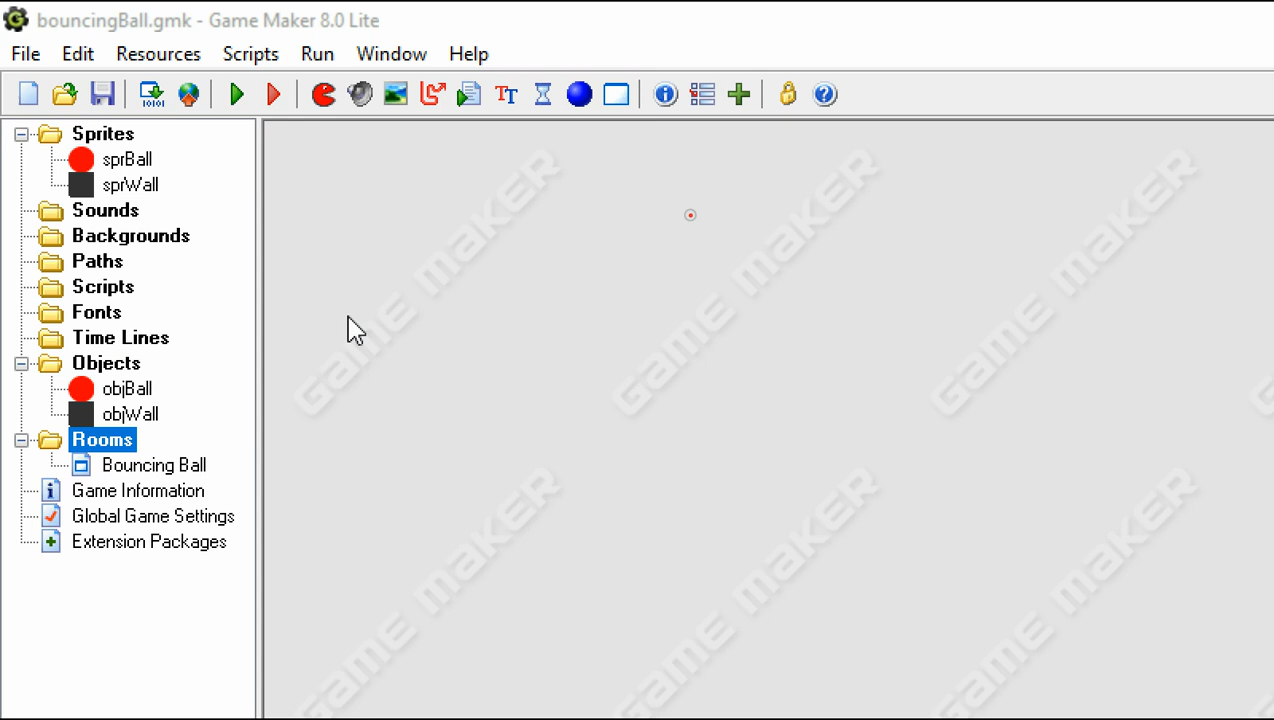 bouncingBall.gmk - Game Maker 8.0 Lite
File Edit Resources Scripts Run Window Help
Sprites
sprBall
sprWall
Sounds
Backgrounds
Paths
Scripts
Fonts
Time Lines
Objects
objBall
objWall
Rooms
Bouncing Ball
Game Information
Global Game Settings
Extension Packages
GAME MAKER
GAME MAKER
GAME MAKER
GAME MAKER
GAME MAKER
GAME MAKER